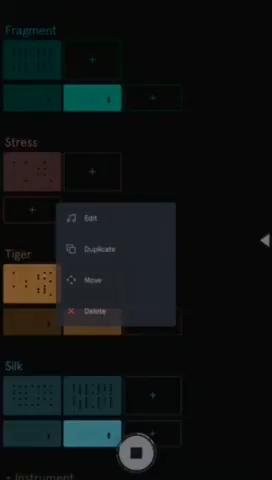 Fragment
+
+
Stress
+
+
Edit
Duplicate
Tiger
Move
Delete
Silk
+
+
+ Instrument